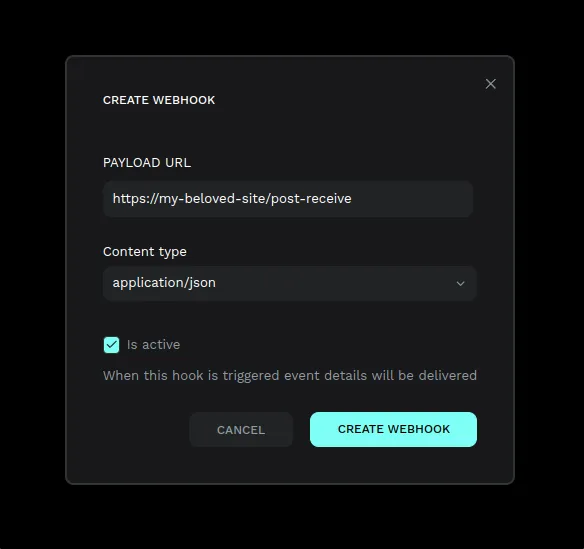 CREATE WEBHOOK
PAYLOAD URL
https://my-beloved-site/post-receive
Content type
application/json
Is active
When this hook is triggered event details will be delivered
CANCEL
CREATE WEBHOOK